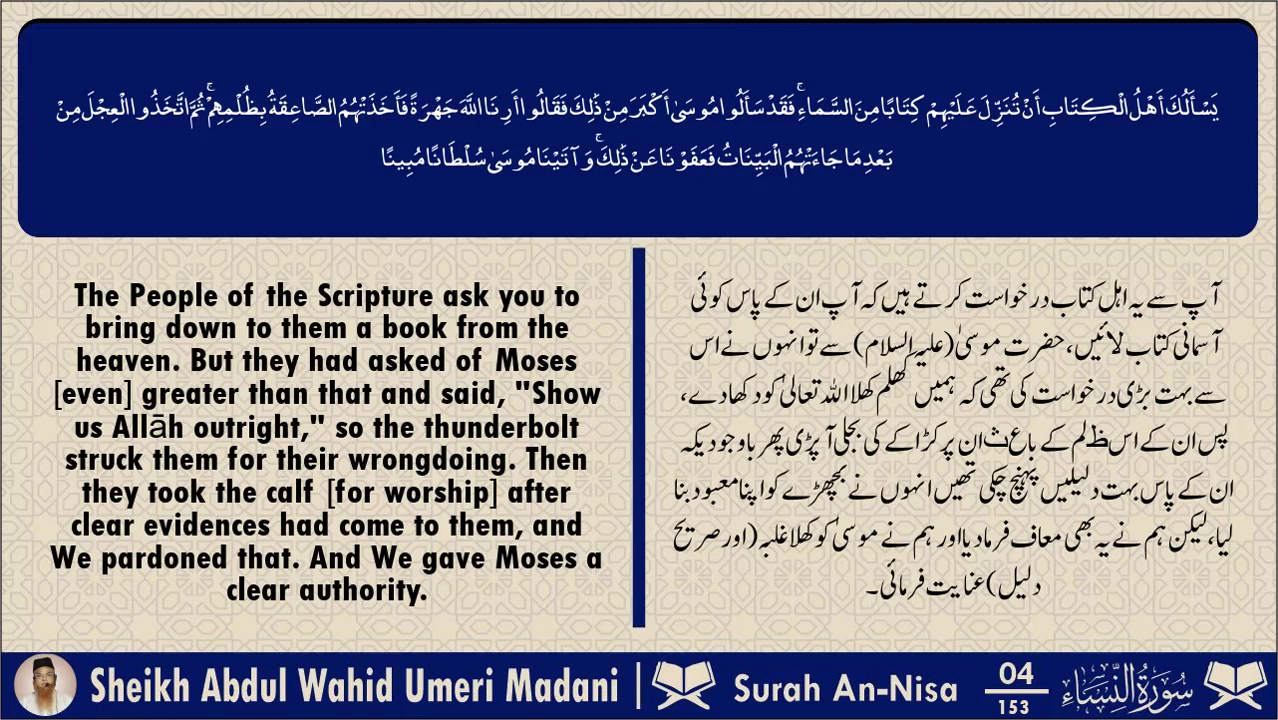 يَسْأَلُكَ أَهْلُ الْكِتَابِ أَنْ تُنَزِّلَ عَلَيْهِمْ كِتَابًا مِنَ السَّمَاءِ ۚ فَقَدْ سَأَلُوا مُوسَىٰ أَكْبَرَ مِنْ ذَٰلِكَ فَقَالُوا أَرِنَا اللَّهَ جَهْرَةً فَأَخَذَتْهُمُ الصَّاعِقَةُ بِظُلْمِهِمْ ۚ ثُمَّ اتَّخَذُوا الْعِجْلَ مِنْ
بَعْدِ مَا جَاءَتْهُمُ الْبَيِّنَاتُ فَعَفَوْنَا عَنْ ذَٰلِكَ ۚ وَآتَيْنَا مُوسَىٰ سُلْطَانًا مُبِينًا
The People of the Scripture ask you to
bring down to them a book from the
heaven. But they had asked of Moses
[even] greater than that and said, "Show
us Allāh outright," so the thunderbolt
struck them for their wrongdoing. Then
they took the calf [for worship] after
clear evidences had come to them, and
We pardoned that. And We gave Moses a
clear authority.
آپ سے یہ اہل کتاب درخواست کرتے ہیں کہ آپ ان کے پاس کوئی
آسمانی کتاب لائیں، حضرت موسیٰ (علیہ السلام) سے تو انہوں نے اس
سے بہت بڑی درخواست کی تھی کہ ہمیں کھلم کھلا اللہ تعالیٰ کو دکھادے،
پس ان کے اس ظلم کے باعث ان پر کڑاکے کی بجلی آ پڑی پھر باوجودیکہ
ان کے پاس بہت دلیلیں پہنچ چکی تھیں انہوں نے بچھڑے کو اپنا معبود بنا
لیا، لیکن ہم نے یہ بھی معاف فرما دیا اور ہم نے موسیٰ کو کھلا غلبہ (اور صریح
دلیل) عنایت فرمائی۔
Sheikh Abdul Wahid Umeri Madani | Surah An-Nisa 04
153
سُورَةُ النِّسَاءِ